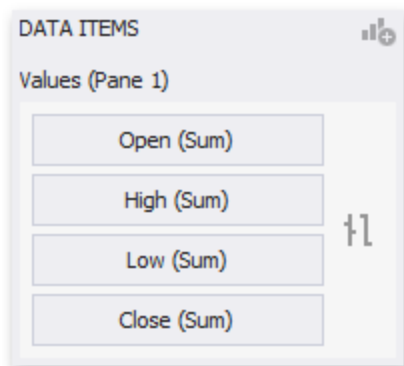 DATA ITEMS
Values (Pane 1)
Open (Sum)
High (Sum)
Low (Sum)
Close (Sum)